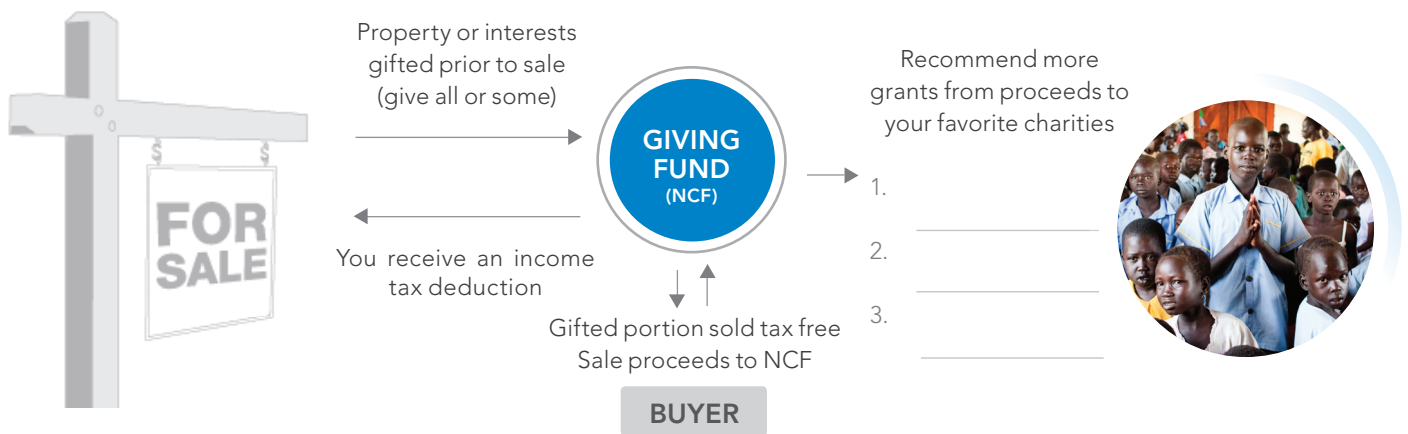 Property or interests
gifted prior to sale
(give all or some)
FOR
SALE
You receive an income
tax deduction
GIVING
FUND
(NCF)
Gifted portion sold tax free
Sale proceeds to NCF
BUYER
Recommend more
grants from proceeds to
your favorite charities
1.
2.
3.